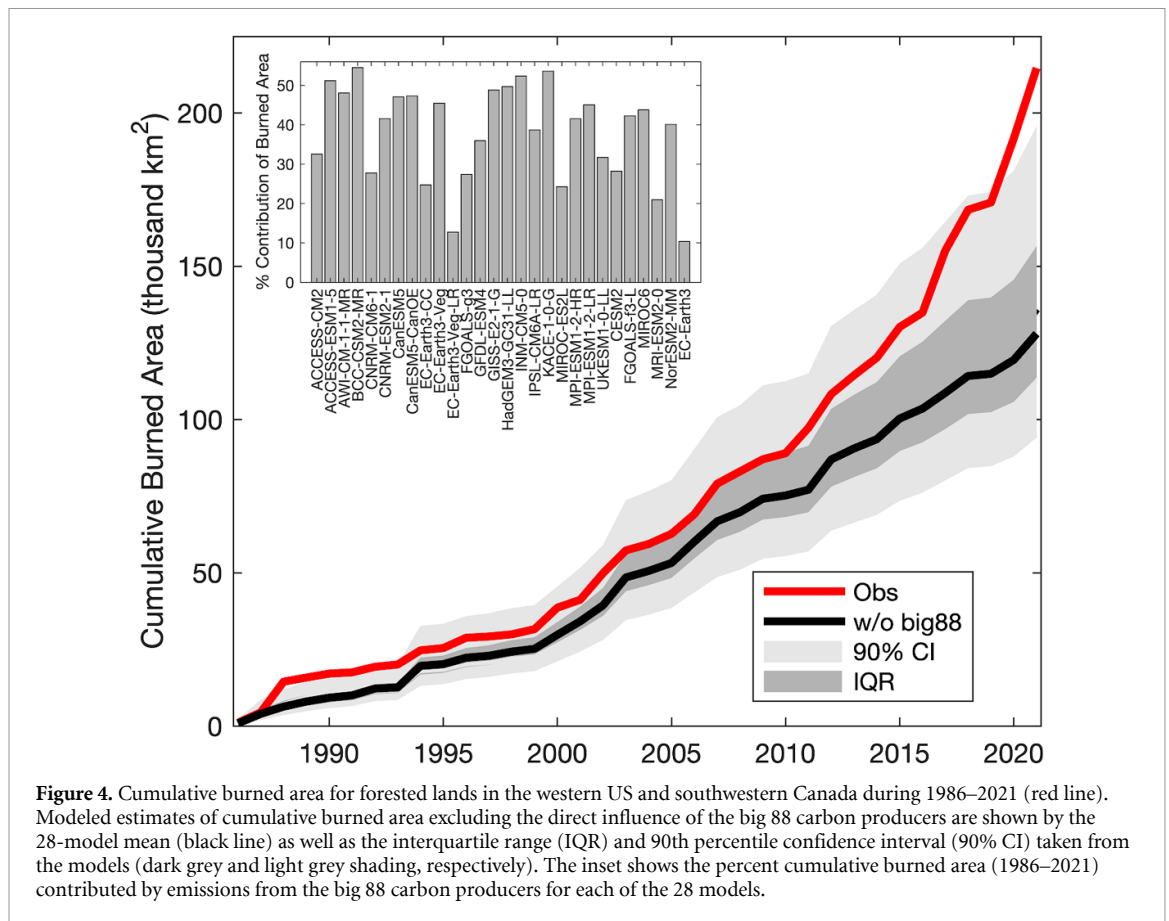 Cumulative Burned Area (thousand km2)
200
150
100
50
0
1990 1995 2000 2005 2010 2015 2020
% Contribution of Burned Area
50
40
30
20
10
0
ACCESS-CM2
ACCESS-ESM1-5
AWI-CM-1-1-MR
BCC-CSM2-MR
CNRM-CM6-1
CNRM-ESM2-1
CanESM5
CanESM5-CanOE
EC-Earth3-CC
EC-Earth3-Veg
EC-Earth3-Veg-LR
FGOALS-g3
GFDL-ESM4
GISS-E2-1-G
HadGEM3-GC31-LL
INM-CM5-0
IPSL-CM6A-LR
KACE-1-0-G
MIROC-ES2L
MPI-ESM1-2-HR
MPI-ESM1-2-LR
UKESM1-0-LL
CESM2
FGOALS-f3-L
MIROC6
MRI-ESM2-0
NorESM2-MM
EC-Earth3
Obs
w/o big88
90% CI
IQR
Figure 4. Cumulative burned area for forested lands in the western US and southwestern Canada during 1986–2021 (red line).
Modeled estimates of cumulative burned area excluding the direct influence of the big 88 carbon producers are shown by the
28-model mean (black line) as well as the interquartile range (IQR) and 90th percentile confidence interval (90% CI) taken from
the models (dark grey and light grey shading, respectively). The inset shows the percent cumulative burned area (1986–2021)
contributed by emissions from the big 88 carbon producers for each of the 28 models.